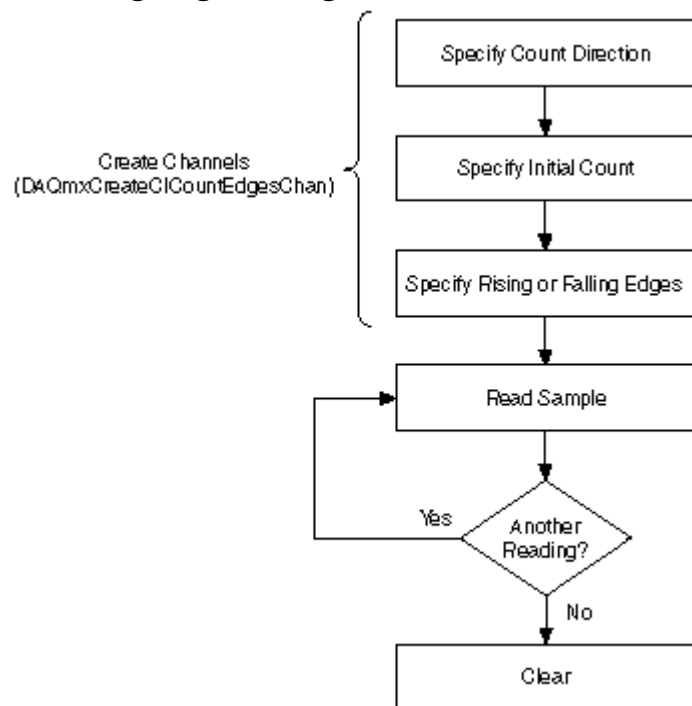 Specify Count Direction
Create Channels
(DAQmxCreateCICountEdgesChan)
Specify Initial Count
Specify Rising or Falling Edges
Read Sample
Yes
Another
Reading?
No
Clear